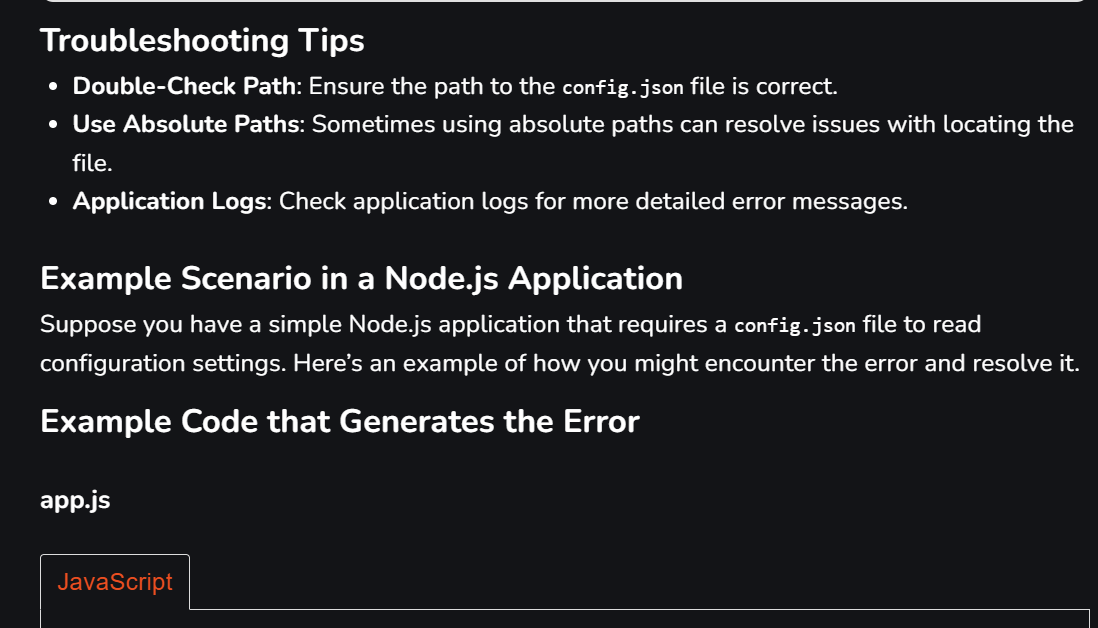 Troubleshooting Tips
• Double-Check Path: Ensure the path to the config.json file is correct.
• Use Absolute Paths: Sometimes using absolute paths can resolve issues with locating the
file.
• Application Logs: Check application logs for more detailed error messages.
Example Scenario in a Node.js Application
Suppose you have a simple Node.js application that requires a config.json file to read
configuration settings. Here’s an example of how you might encounter the error and resolve it.
Example Code that Generates the Error
app.js
JavaScript